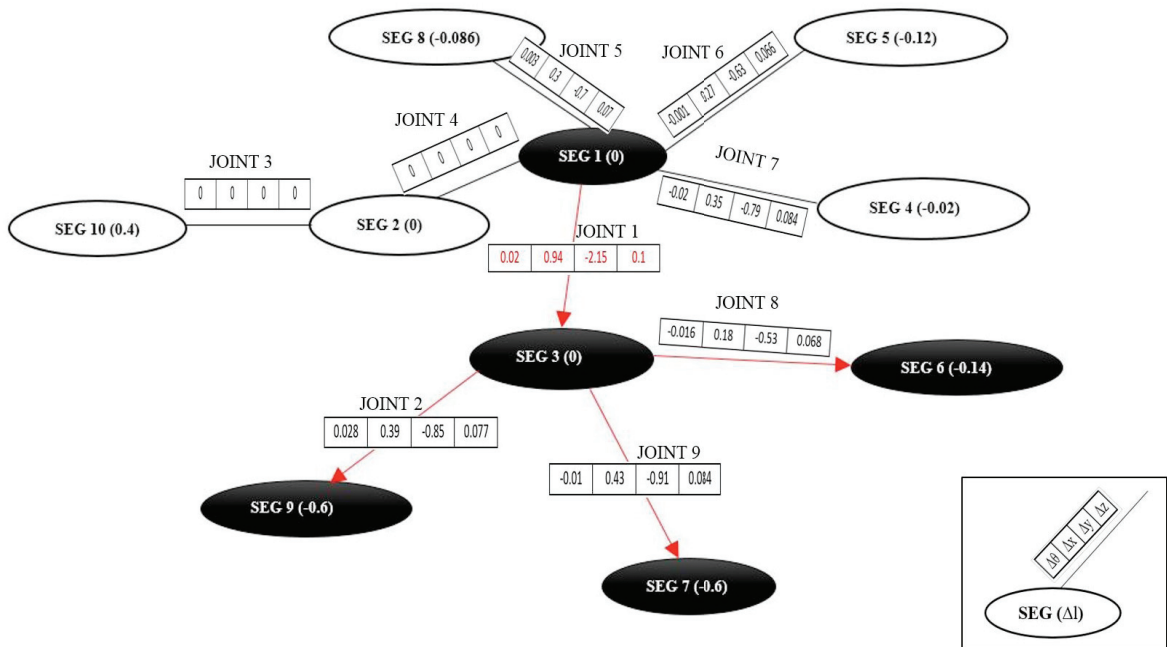 SEG 8 (-0.086)
JOINT 5
0.003 0.3 -0.7 0.07
JOINT 6
-0.001 0.27 -0.63 0.066
SEG 5 (-0.12)
JOINT 4
0 0 0 0
SEG 1 (0)
JOINT 3
0 0 0 0
JOINT 7
-0.02 0.35 -0.79 0.084
SEG 10 (0.4)
SEG 2 (0)
SEG 4 (-0.02)
JOINT 1
0.02 0.94 -2.15 0.1
JOINT 8
-0.016 0.18 -0.53 0.068
SEG 3 (0)
SEG 6 (-0.14)
JOINT 2
0.028 0.39 -0.85 0.077
JOINT 9
-0.01 0.43 -0.91 0.084
SEG 9 (-0.6)
SEG 7 (-0.6)
Δθ Δx Δy Δz
SEG (Δl)